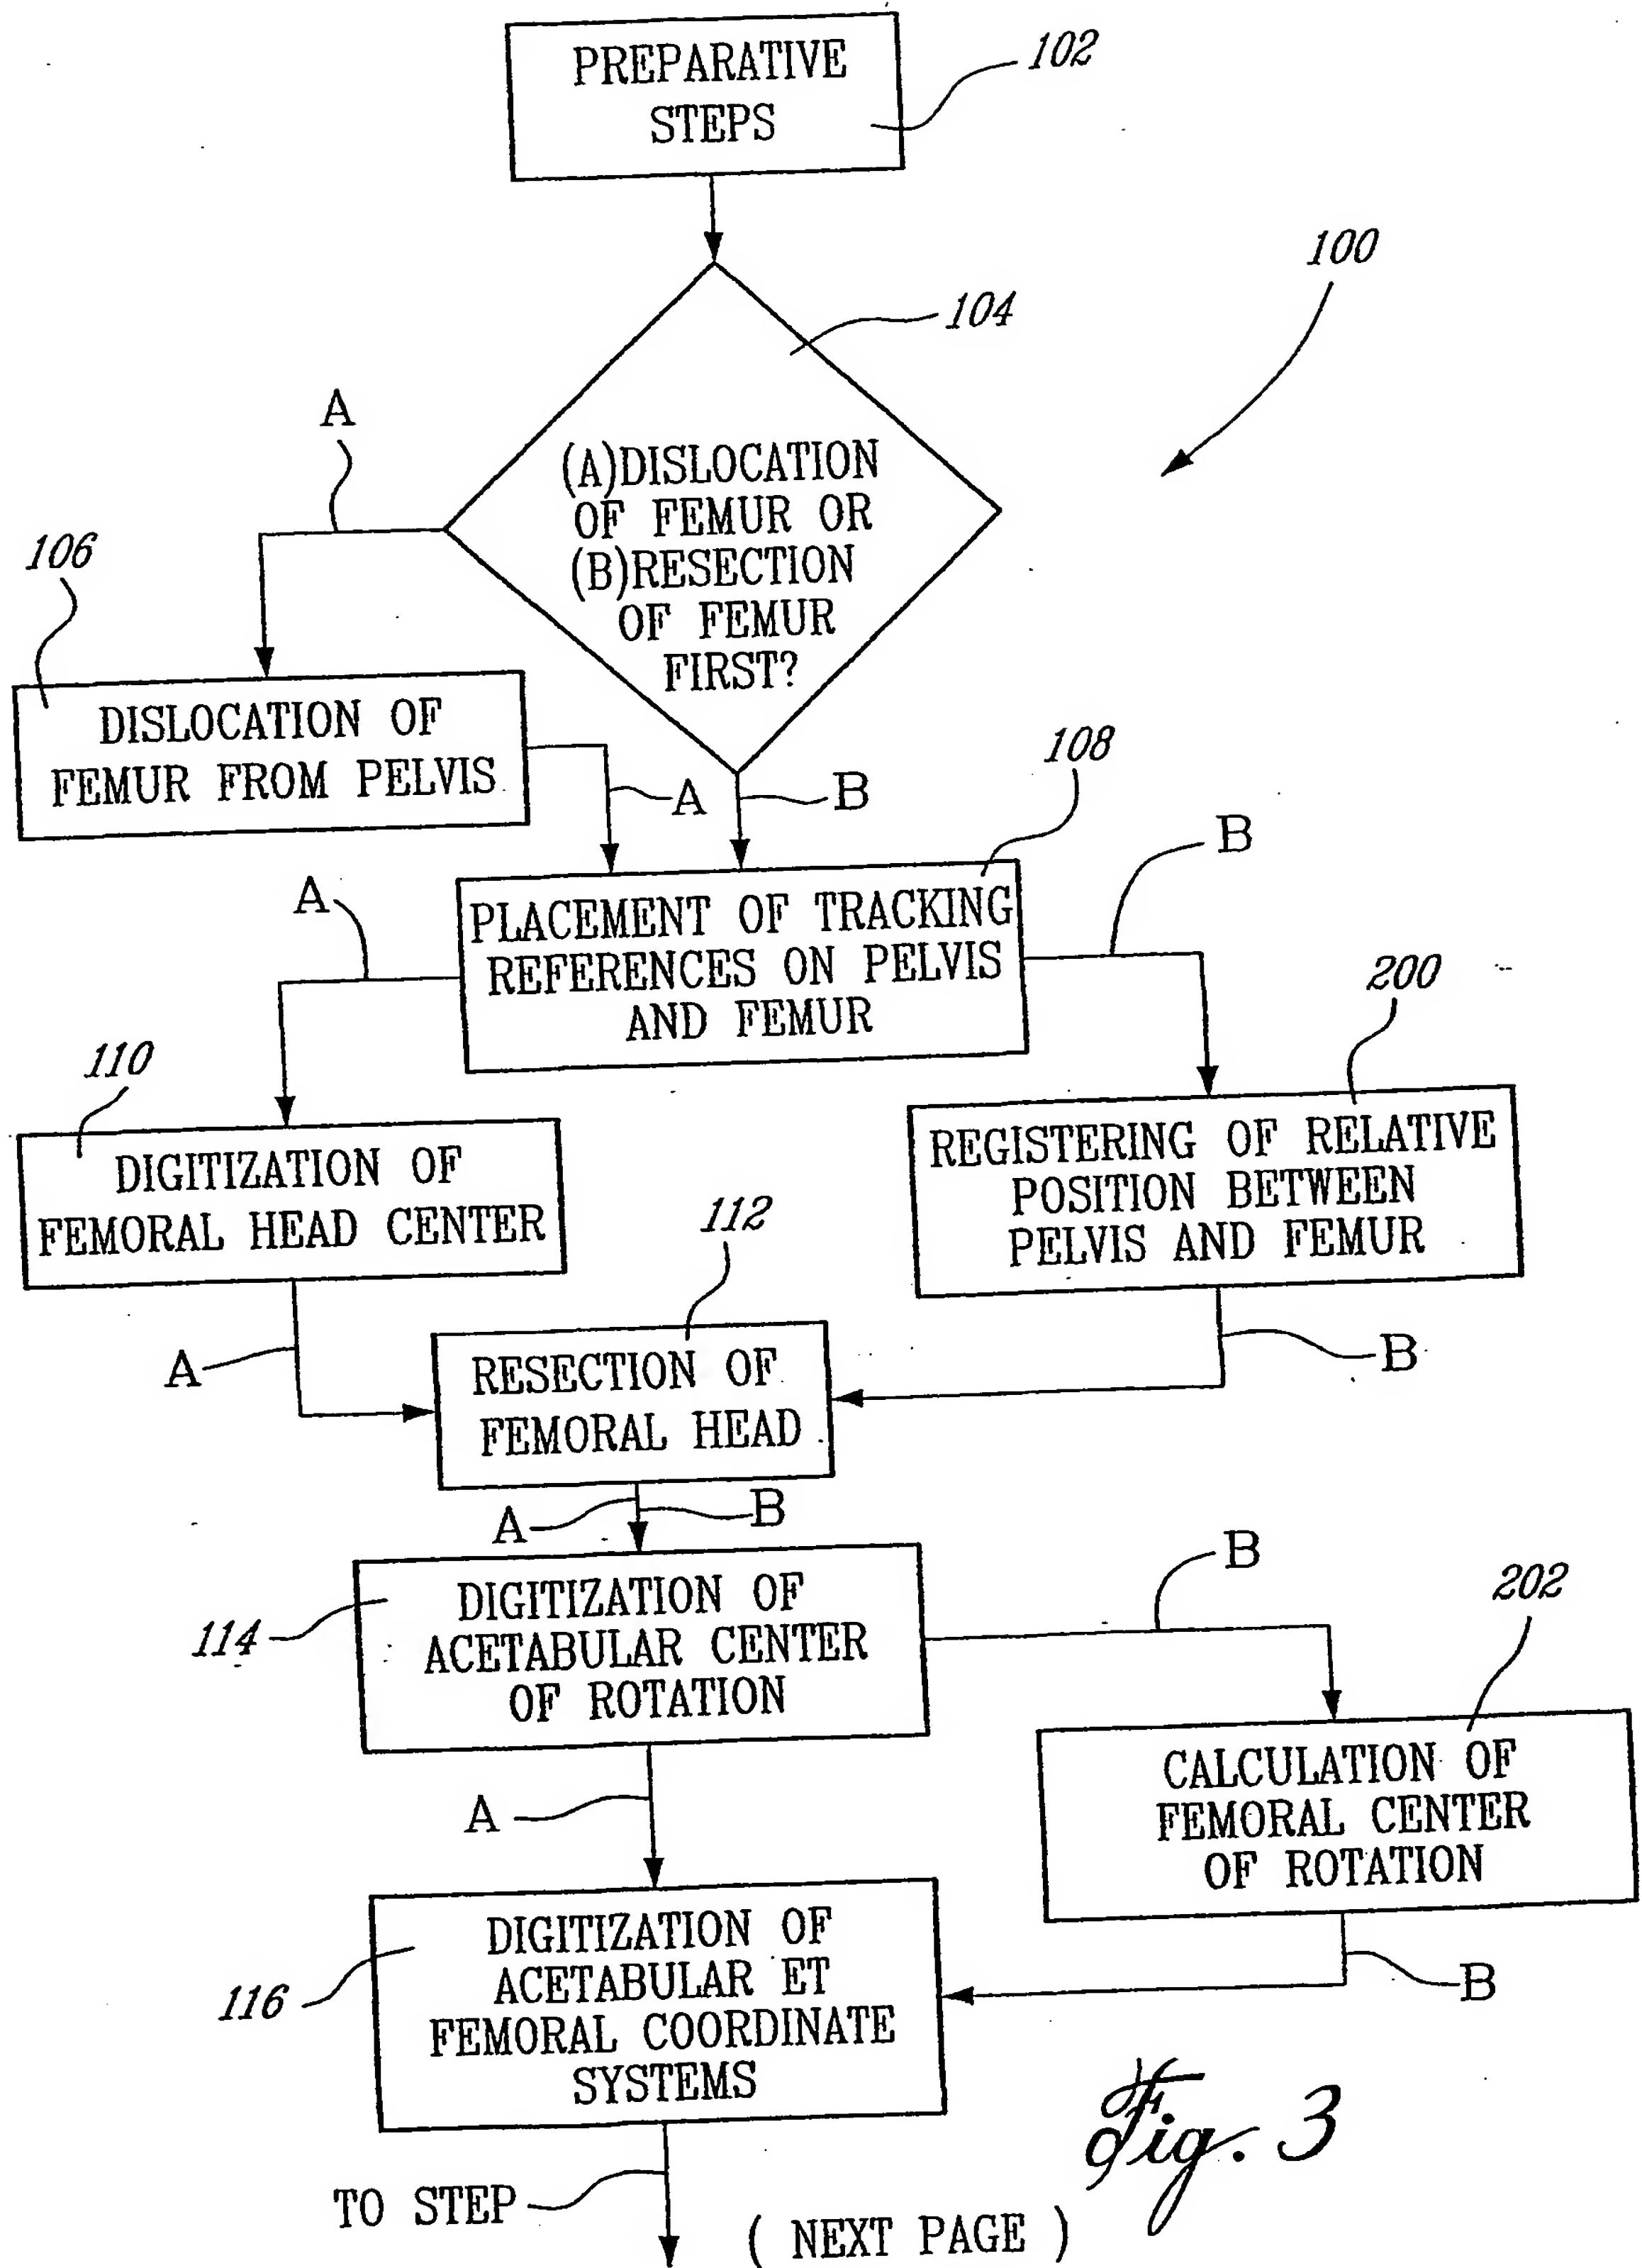 PREPARATIVE
STEPS
102
100
104
(A)DISLOCATION
OF FEMUR OR
(B)RESECTION
OF FEMUR
FIRST?
A
106
DISLOCATION OF
FEMUR FROM PELVIS
A
B
108
PLACEMENT OF TRACKING
REFERENCES ON PELVIS
AND FEMUR
A
B
110
DIGITIZATION OF
FEMORAL HEAD CENTER
200
REGISTERING OF RELATIVE
POSITION BETWEEN
PELVIS AND FEMUR
A
B
112
RESECTION OF
FEMORAL HEAD
A
B
114
DIGITIZATION OF
ACETABULAR CENTER
OF ROTATION
B
202
CALCULATION OF
FEMORAL CENTER
OF ROTATION
A
B
116
DIGITIZATION OF
ACETABULAR ET
FEMORAL COORDINATE
SYSTEMS
TO STEP
( NEXT PAGE )
Fig. 3